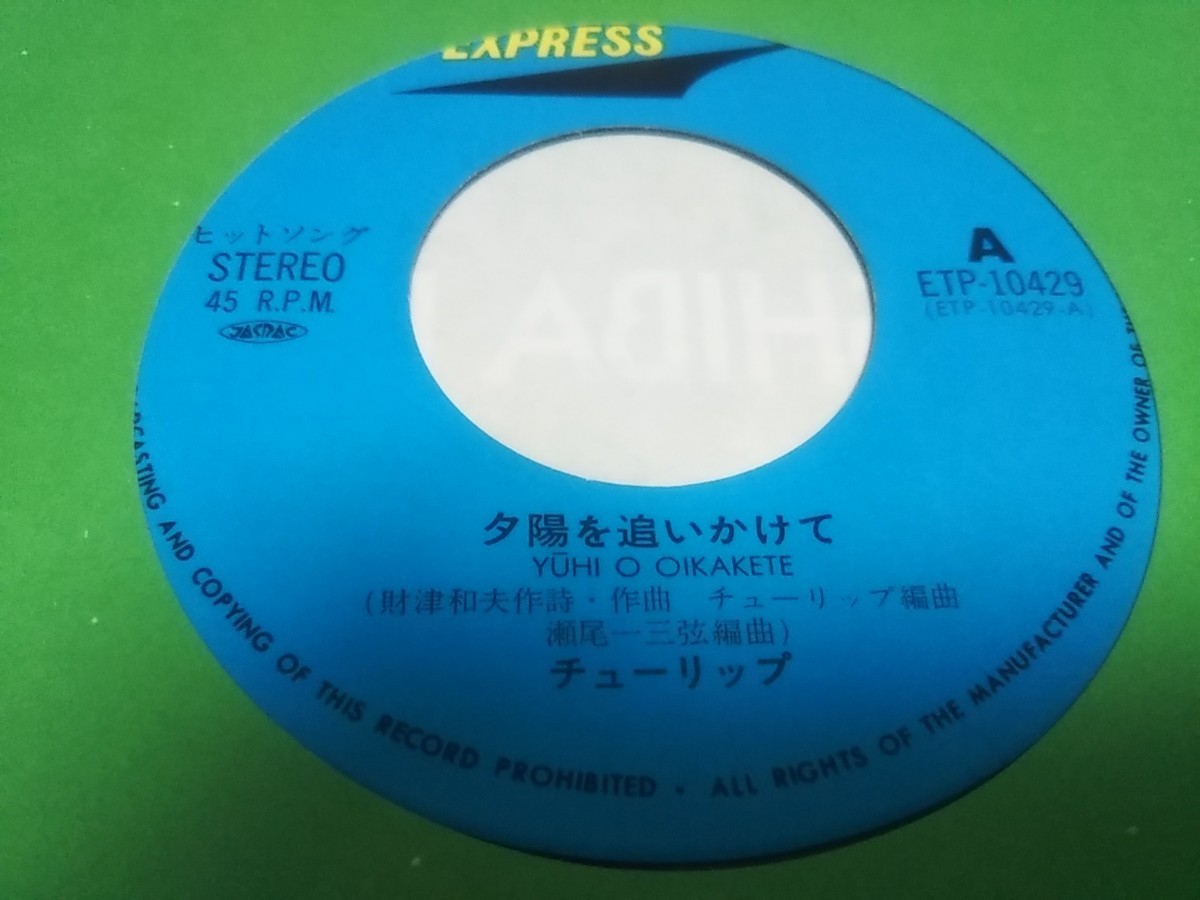 EXPRESS
ヒットソング
STEREO
45 R.P.M.
JASRAC
A
ETP-10429
(ETP-10429-A)
夕陽を追いかけて
YŪHI O OIKAKETE
(財津和夫作詩・作曲 チューリップ編曲
瀬尾一三弦編曲)
チューリップ
AND COPYING OF THIS RECORD PROHIBITED · ALL RIGHTS OF THE MANUFACTURER AND OF THE OWNER OF